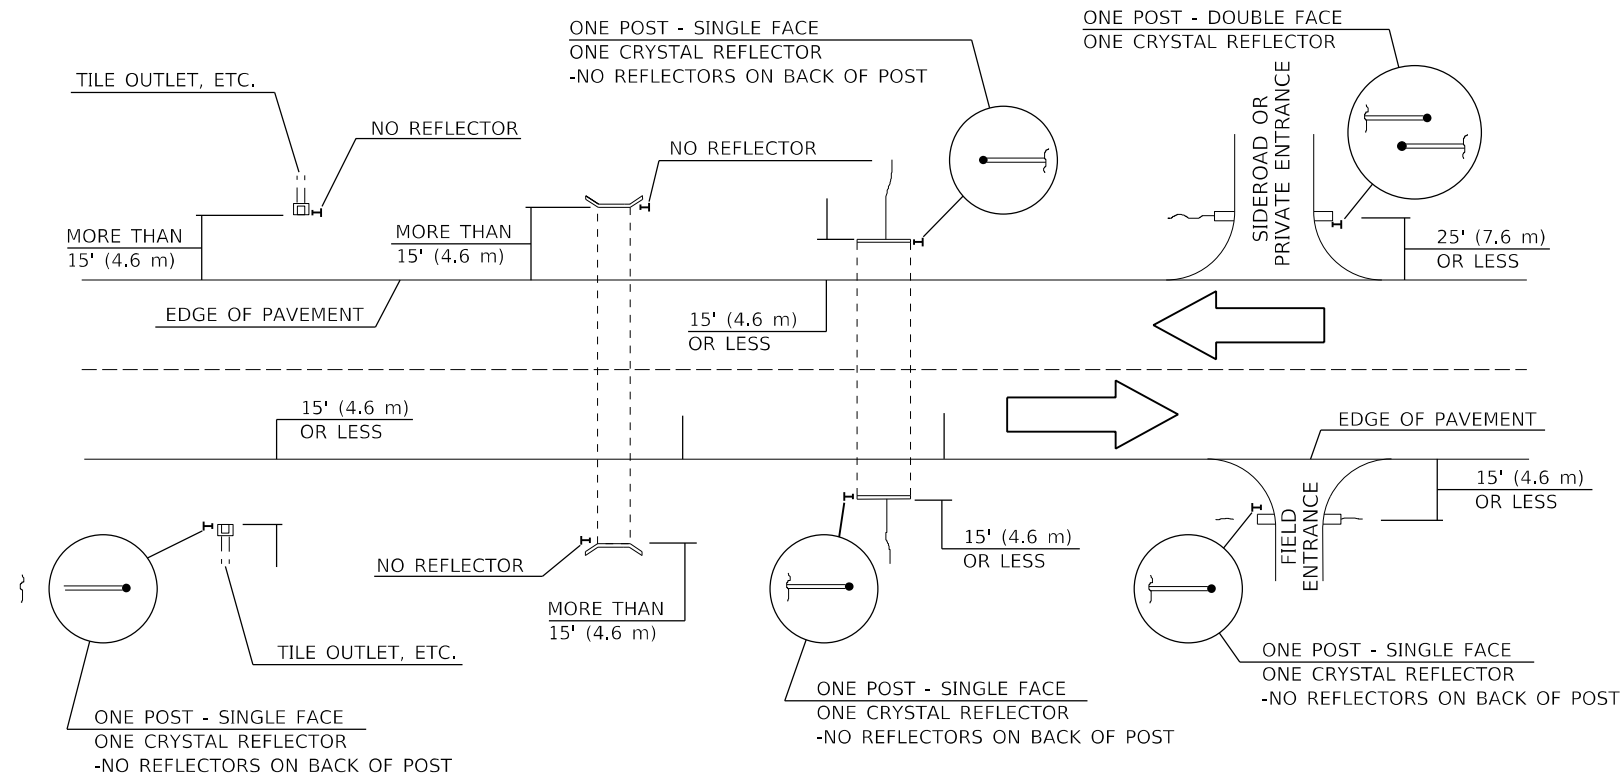 ONE POST - SINGLE FACE
ONE CRYSTAL REFLECTOR
-NO REFLECTORS ON BACK OF POST
ONE POST - DOUBLE FACE
ONE CRYSTAL REFLECTOR
TILE OUTLET, ETC.
NO REFLECTOR
NO REFLECTOR
SIDEROAD OR
PRIVATE ENTRANCE
MORE THAN
15' (4.6 m)
MORE THAN
15' (4.6 m)
25' (7.6 m)
OR LESS
EDGE OF PAVEMENT
15' (4.6 m)
OR LESS
15' (4.6 m)
OR LESS
EDGE OF PAVEMENT
15' (4.6 m)
OR LESS
FIELD
ENTRANCE
NO REFLECTOR
15' (4.6 m)
OR LESS
MORE THAN
15' (4.6 m)
TILE OUTLET, ETC.
ONE POST - SINGLE FACE
ONE CRYSTAL REFLECTOR
-NO REFLECTORS ON BACK OF POST
ONE POST - SINGLE FACE
ONE CRYSTAL REFLECTOR
-NO REFLECTORS ON BACK OF POST
ONE POST - SINGLE FACE
ONE CRYSTAL REFLECTOR
-NO REFLECTORS ON BACK OF POST